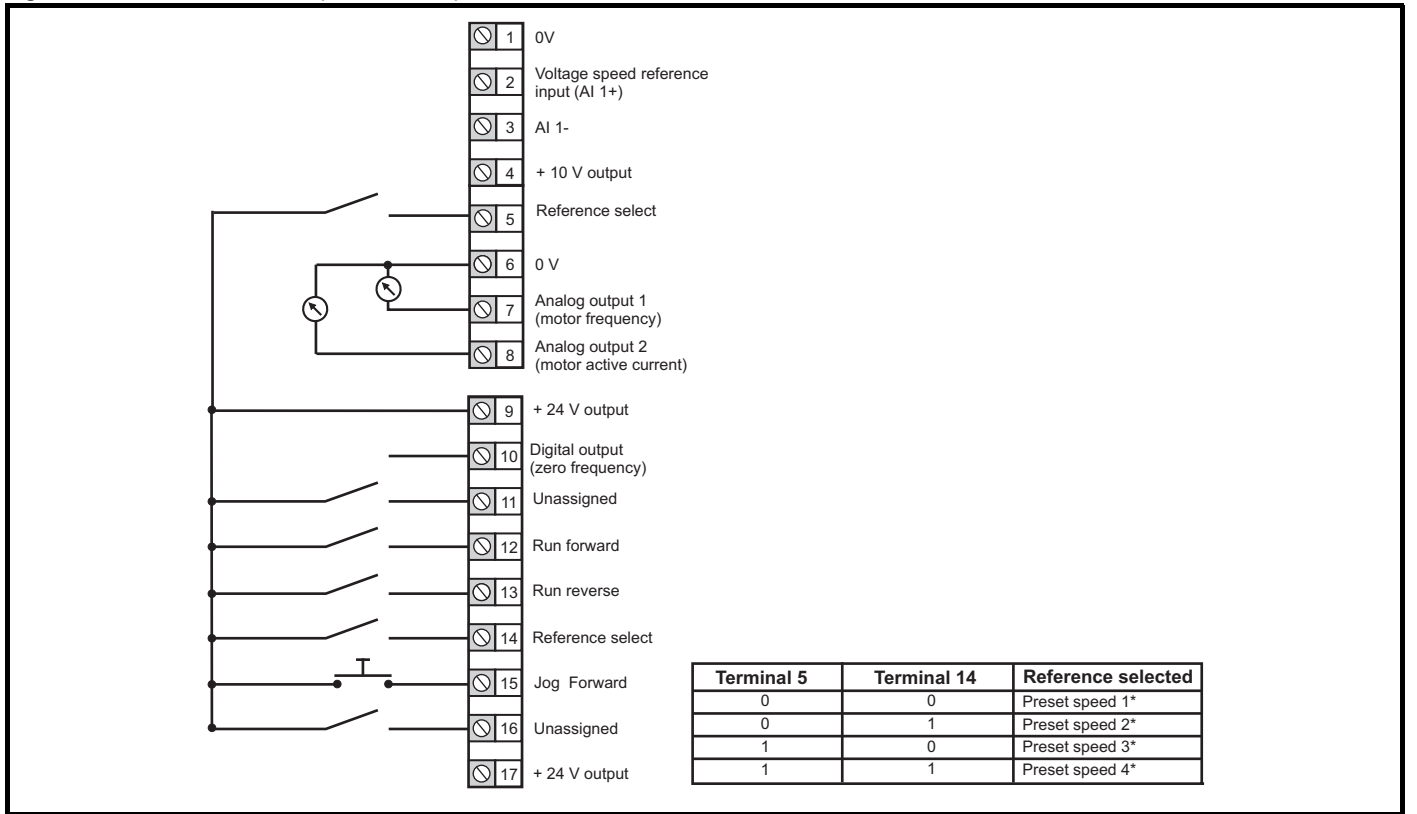 1 0V
2 Voltage speed reference
input (AI 1+)
3 AI 1-
4 + 10 V output
5 Reference select
6 0 V
7 Analog output 1
(motor frequency)
8 Analog output 2
(motor active current)
9 + 24 V output
10 Digital output
(zero frequency)
11 Unassigned
12 Run forward
13 Run reverse
14 Reference select
15 Jog Forward
16 Unassigned
17 + 24 V output
Terminal 5 Terminal 14 Reference selected
0 0 Preset speed 1*
0 1 Preset speed 2*
1 0 Preset speed 3*
1 1 Preset speed 4*